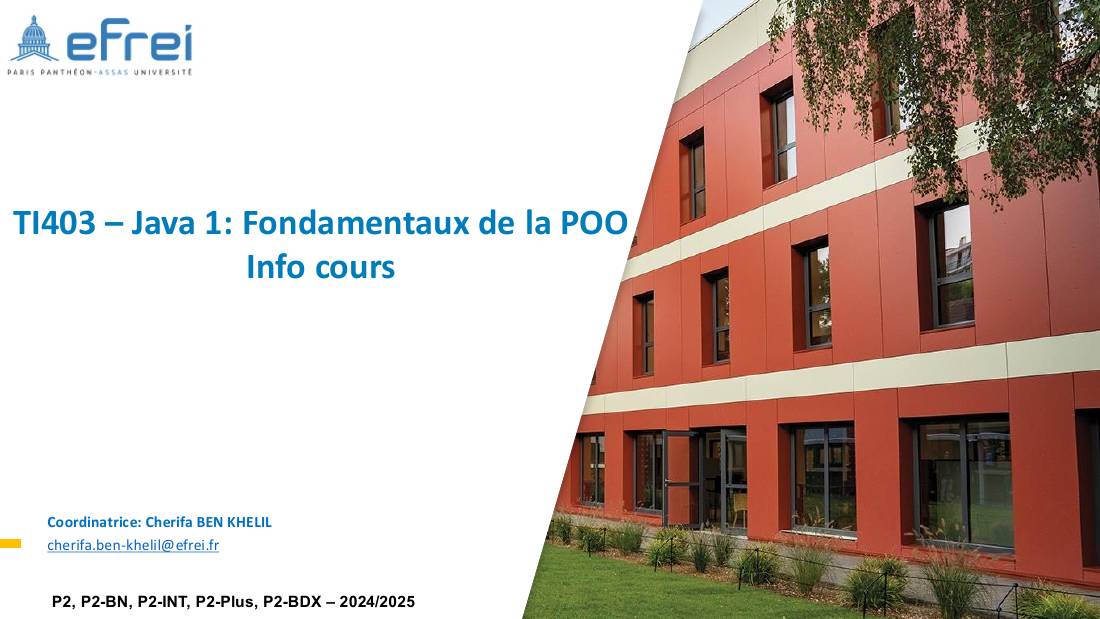 efrei
PARIS PANTHÉON-ASSAS UNIVERSITÉ
TI403 – Java 1: Fondamentaux de la POO
Info cours
Coordinatrice: Cherifa BEN KHELIL
cherifa.ben-khelil@efrei.fr
P2, P2-BN, P2-INT, P2-Plus, P2-BDX – 2024/2025